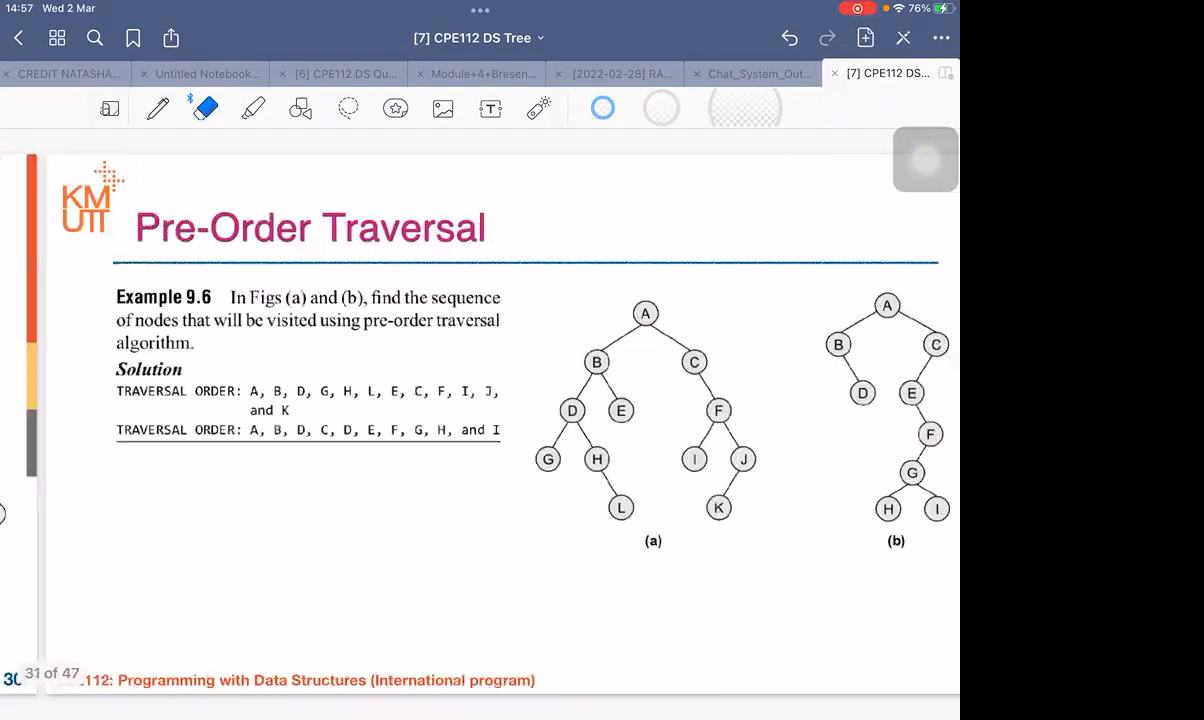 14:57 Wed 2 Mar
76%
[7] CPE112 DS Tree
CREDIT NATASHA...
Untitled Notebook...
[6] CPE112 DS Qu...
Module+4+Bresen...
[2022-02-28] RA...
Chat_System_Out...
[7] CPE112 DS...
KM
UTT
Pre-Order Traversal
Example 9.6 In Figs (a) and (b), find the sequence
of nodes that will be visited using pre-order traversal
algorithm.
Solution
TRAVERSAL ORDER: A, B, D, G, H, L, E, C, F, I, J,
and K
TRAVERSAL ORDER: A, B, D, C, D, E, F, G, H, and I
A
B C
D E F
G H I J
L K
(a)
A
B C
D E
F
G
H I
(b)
30
31 of 47
112: Programming with Data Structures (International program)